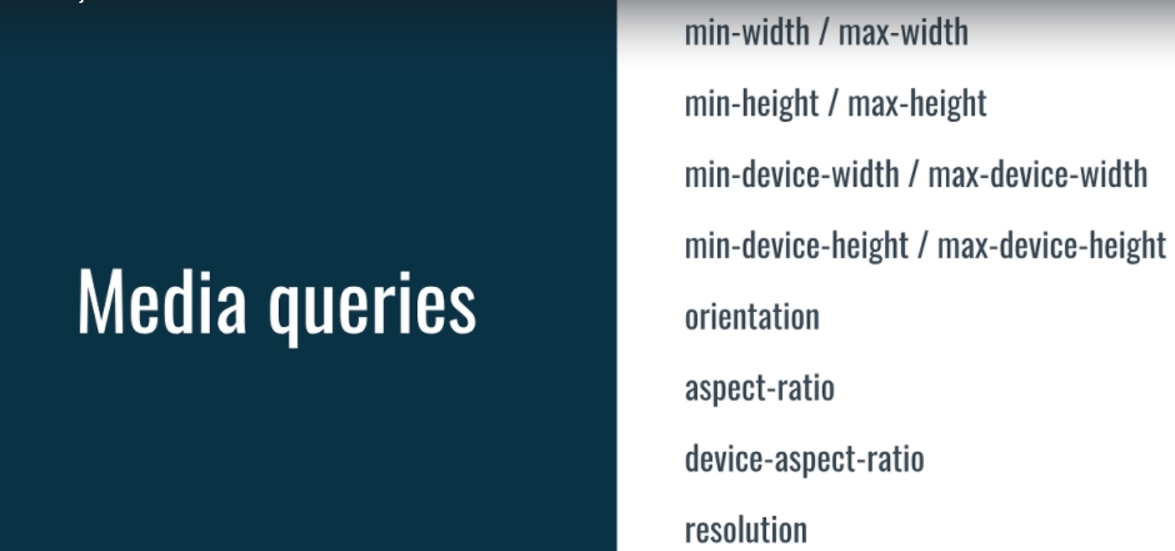 Media queries
min-width / max-width
min-height / max-height
min-device-width / max-device-width
min-device-height / max-device-height
orientation
aspect-ratio
device-aspect-ratio
resolution